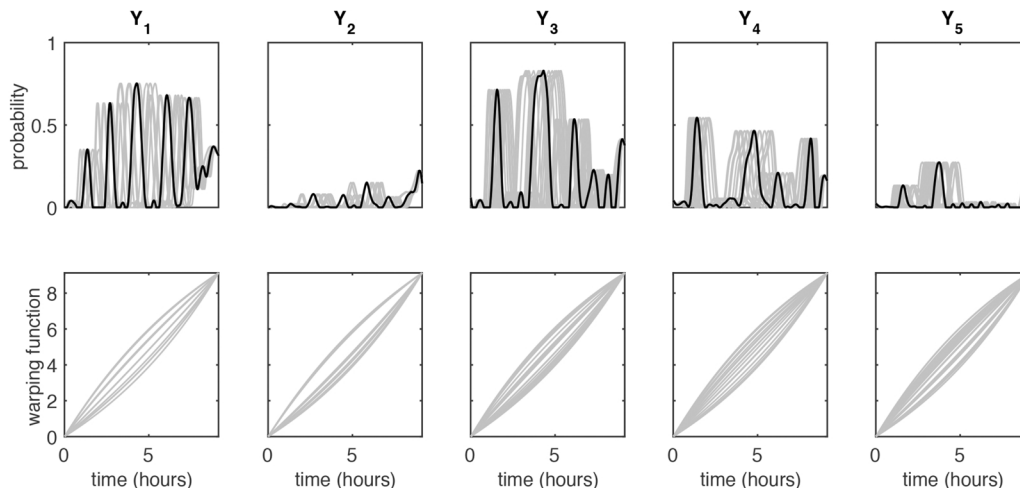 Y1 Y2 Y3 Y4 Y5
1
0.5
0
probability
8
6
4
2
0
warping function
0 5 0 5 0 5 0 5 0 5
time (hours) time (hours) time (hours) time (hours) time (hours)